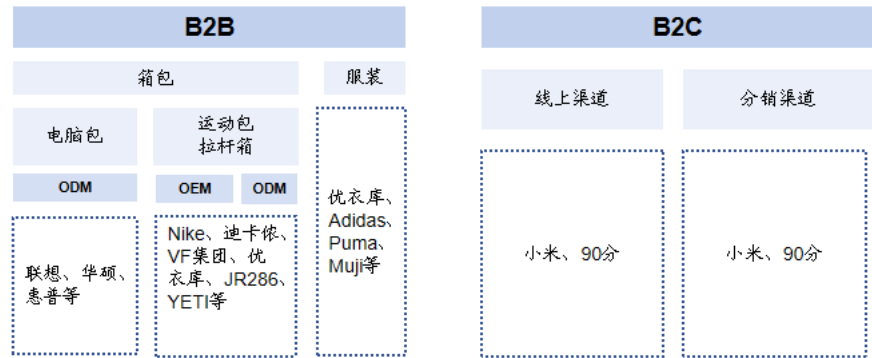 B2B
B2C
箱包
服装
线上渠道
分销渠道
电脑包
运动包
拉杆箱
ODM
OEM
ODM
联想、华硕、
惠普等
Nike、迪卡侬、
VF集团、优
衣库、JR286、
YETI等
优衣库、
Adidas、
Puma、
Muji等
小米、90分
小米、90分